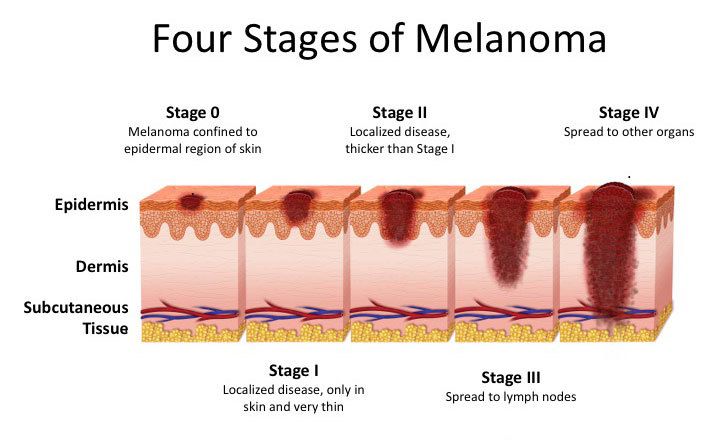 Four Stages of Melanoma
Stage 0
Melanoma confined to
epidermal region of skin
Stage II
Localized disease,
thicker than Stage I
Stage IV
Spread to other organs
Epidermis
Dermis
Subcutaneous
Tissue
Stage I
Localized disease, only in
skin and very thin
Stage III
Spread to lymph nodes